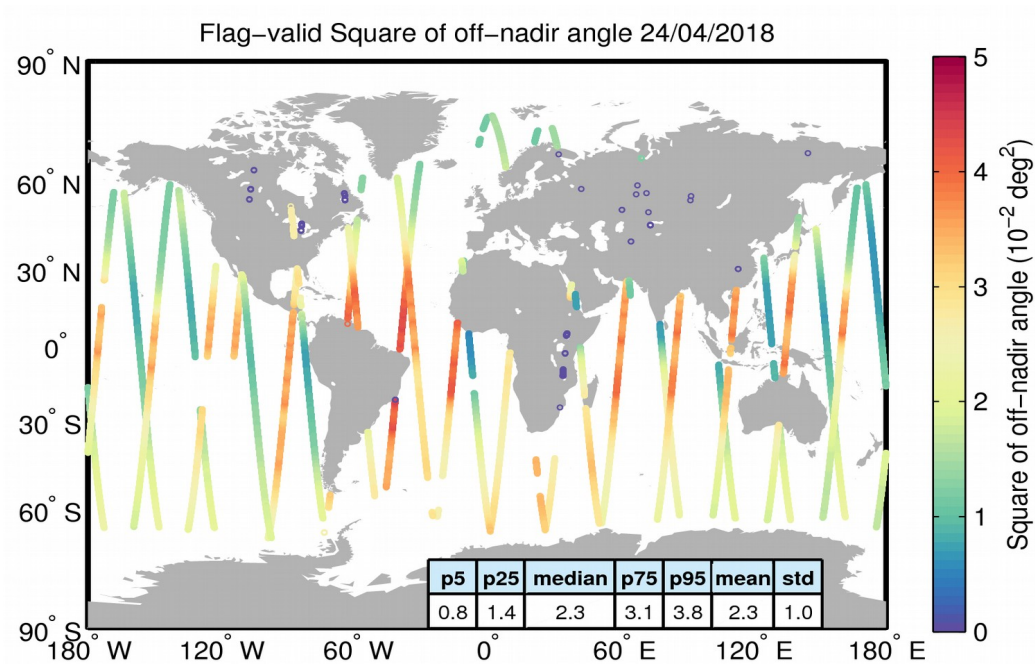 Flag-valid Square of off-nadir angle 24/04/2018
90° N
60° N
30° N
0°
30° S
60° S
90° S
180° W
120° W
60° W
0°
60° E
120° E
180° E
p5 p25 median p75 p95 mean std
0.8 1.4 2.3 3.1 3.8 2.3 1.0
5
4
3
2
1
0
Square of off-nadir angle (10⁻² deg²)